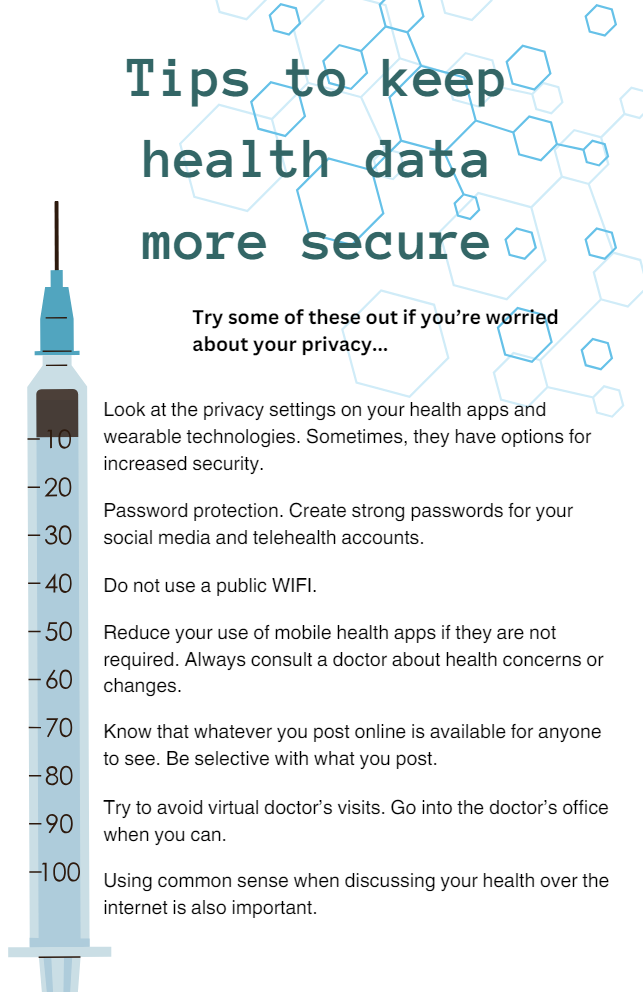 Tips to keep
health data
more secure
Try some of these out if you’re worried
about your privacy...
Look at the privacy settings on your health apps and
wearable technologies. Sometimes, they have options for
increased security.
Password protection. Create strong passwords for your
social media and telehealth accounts.
Do not use a public WIFI.
Reduce your use of mobile health apps if they are not
required. Always consult a doctor about health concerns or
changes.
Know that whatever you post online is available for anyone
to see. Be selective with what you post.
Try to avoid virtual doctor’s visits. Go into the doctor’s office
when you can.
Using common sense when discussing your health over the
internet is also important.
10
20
30
40
50
60
70
80
90
100